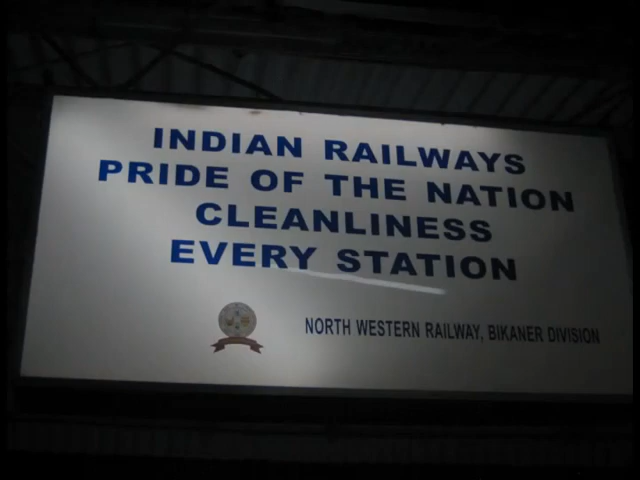 INDIAN RAILWAYS
PRIDE OF THE NATION
CLEANLINESS
EVERY STATION
NORTH WESTERN RAILWAY, BIKANER DIVISION